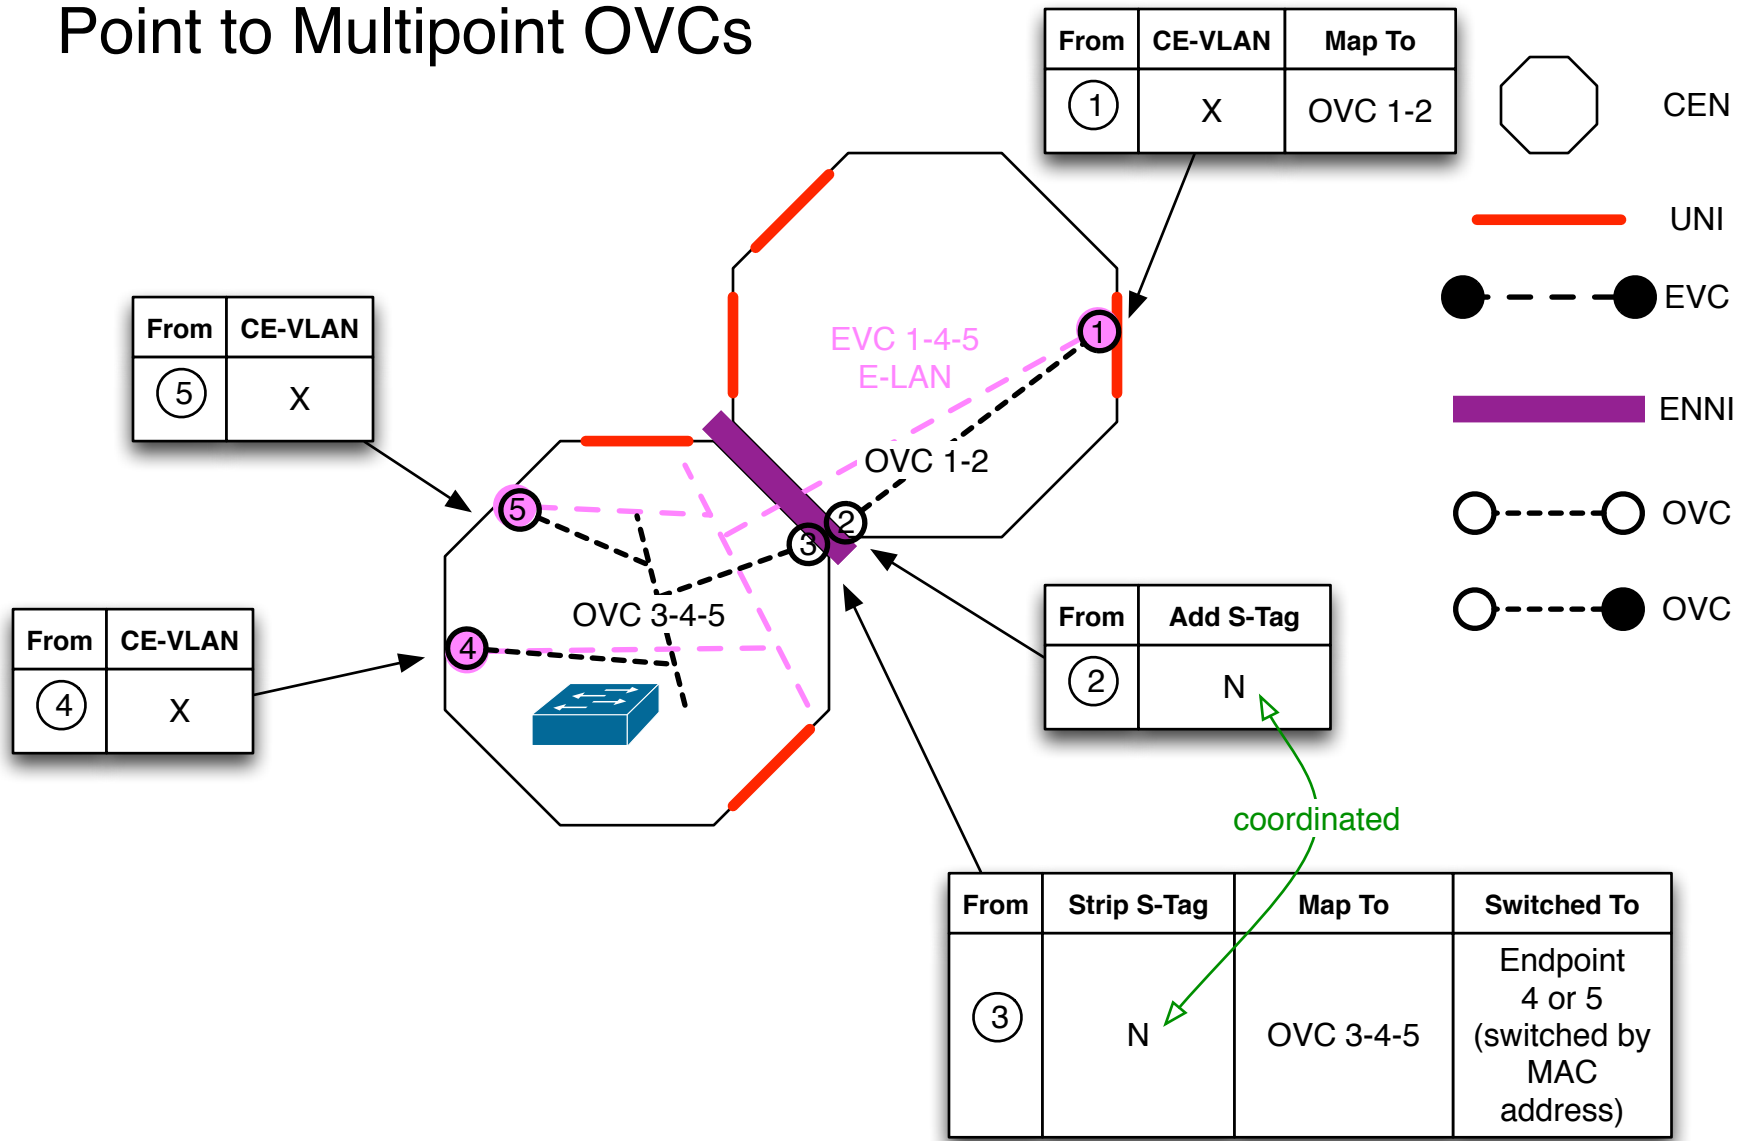 Point to Multipoint OVCs
From CE-VLAN Map To
1 X OVC 1-2
CEN
UNI
EVC
ENNI
OVC
OVC
From CE-VLAN
5 X
EVC 1-4-5
E-LAN
1
OVC 1-2
5
2
3
OVC 3-4-5
4
From CE-VLAN
4 X
From Add S-Tag
2 N
coordinated
From Strip S-Tag Map To Switched To
3 N OVC 3-4-5 Endpoint
4 or 5
(switched by
MAC
address)